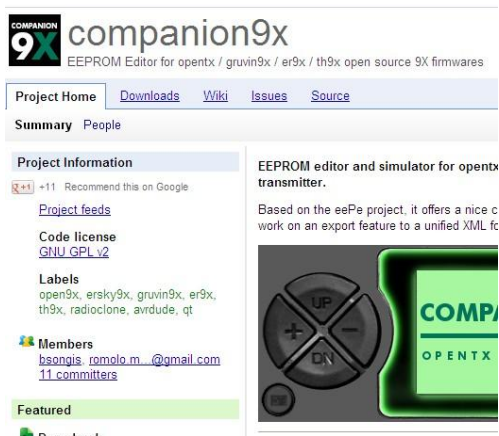 COMPANION
9X
companion9x
EEPROM Editor for opentx / gruvin9x / er9x / th9x open source 9X firmwares
Project Home Downloads Wiki Issues Source
Summary People
Project Information
+1 +11 Recommend this on Google
Project feeds
Code license
GNU GPL v2
Labels
open9x, ersky9x, gruvin9x, er9x,
th9x, radioclone, avrdude, qt
Members
bsongis, romolo.m...@gmail.com
11 committers
Featured
EEPROM editor and simulator for opentx
transmitter.
Based on the eePe project, it offers a nice
work on an export feature to a unified XML
UP
+ -
DN
OPENTX